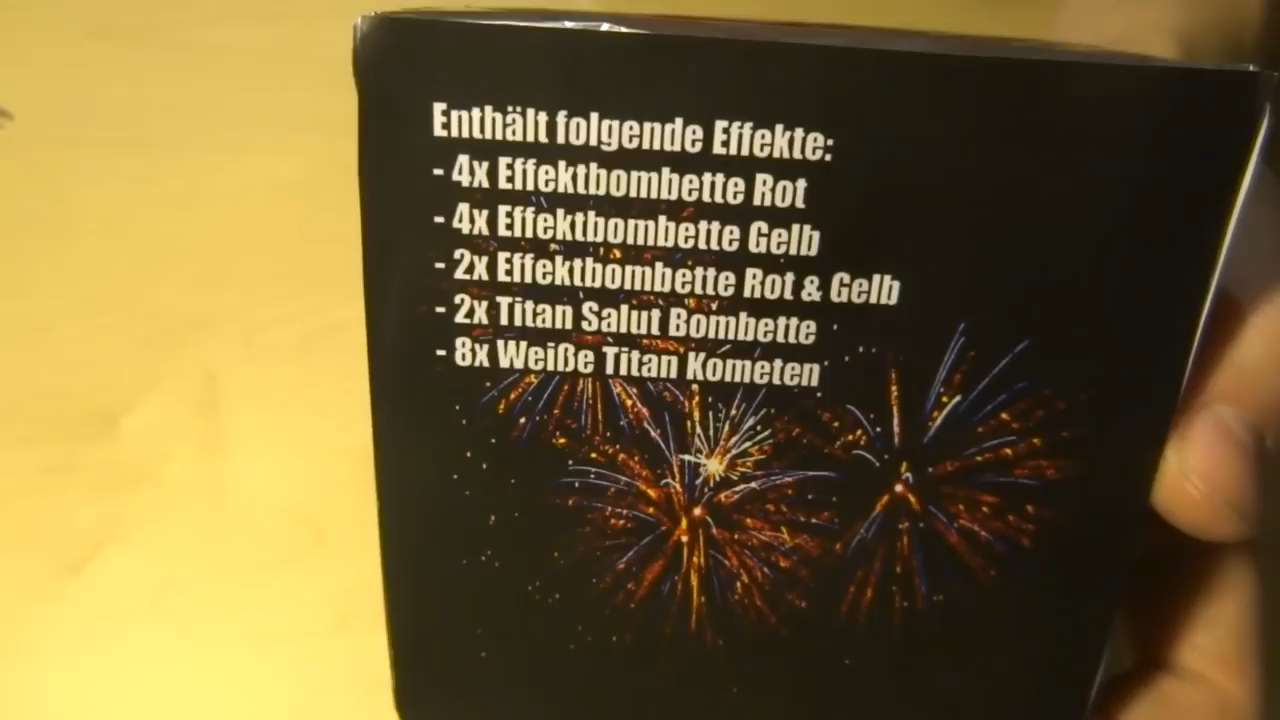 Enthält folgende Effekte:
- 4x Effektbombette Rot
- 4x Effektbombette Gelb
- 2x Effektbombette Rot & Gelb
- 2x Titan Salut Bombette
- 8x Weiße Titan Kometen